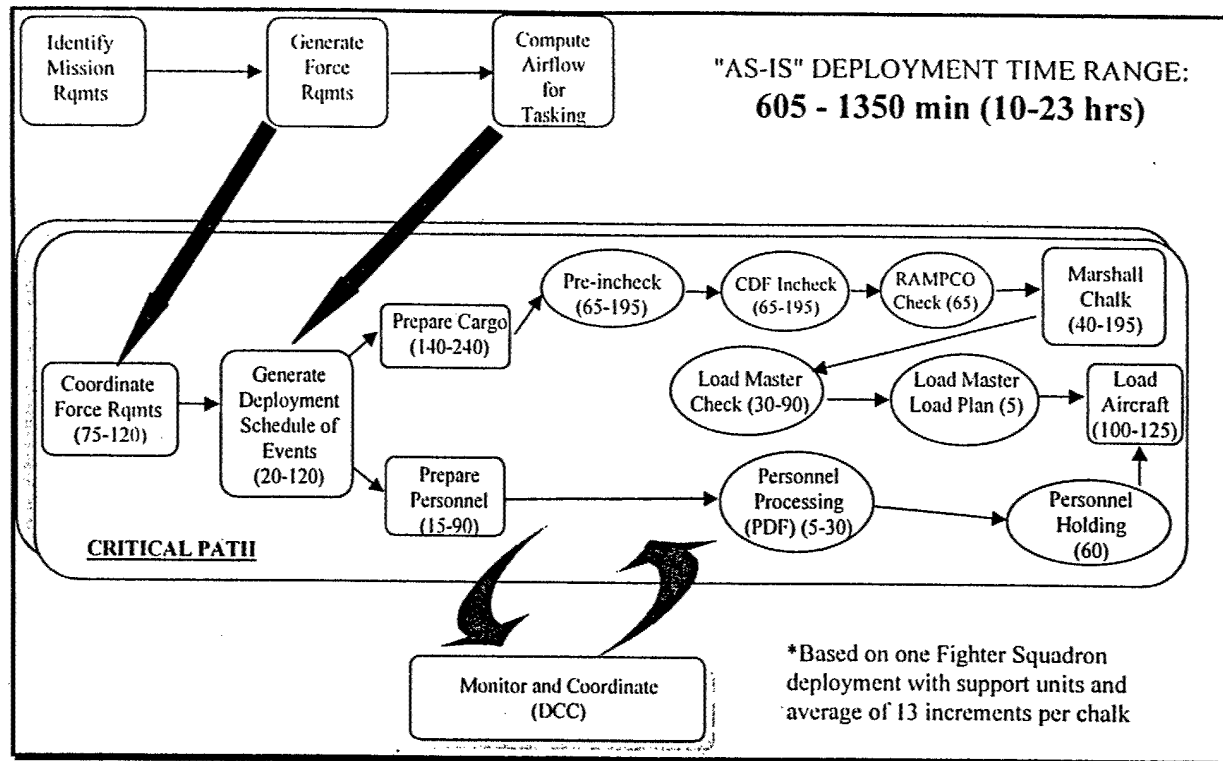 Identify
Mission
Rqmts
Generate
Force
Rqmts
Compute
Airflow
for
Tasking
"AS-IS" DEPLOYMENT TIME RANGE:
605 - 1350 min (10-23 hrs)
Pre-incheck
(65-195)
CDF Incheck
(65-195)
RAMPCO
Check (65)
Marshall
Chalk
(40-195)
Prepare Cargo
(140-240)
Coordinate
Force Rqmts
(75-120)
Generate
Deployment
Schedule of
Events
(20-120)
Load Master
Check (30-90)
Load Master
Load Plan (5)
Load
Aircraft
(100-125)
Prepare
Personnel
(15-90)
Personnel
Processing
(PDF) (5-30)
Personnel
Holding
(60)
CRITICAL PATH
Monitor and Coordinate
(DCC)
*Based on one Fighter Squadron
deployment with support units and
average of 13 increments per chalk